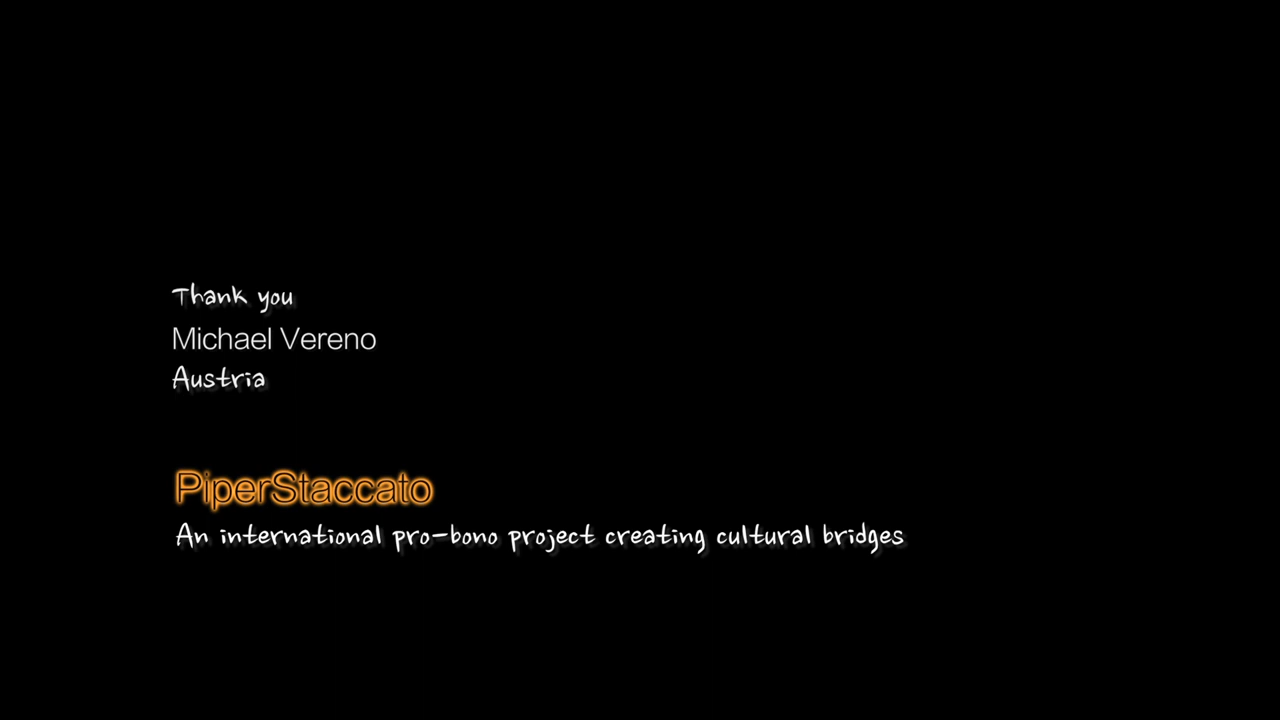 Thank you
Michael Vereno
Austria
PiperStaccato
An international pro-bono project creating cultural bridges